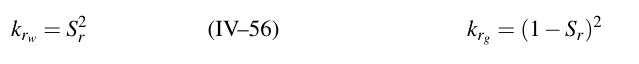 k_{r_w} = S_r^2 (IV–56) k_{r_g} = (1 − S_r)^2